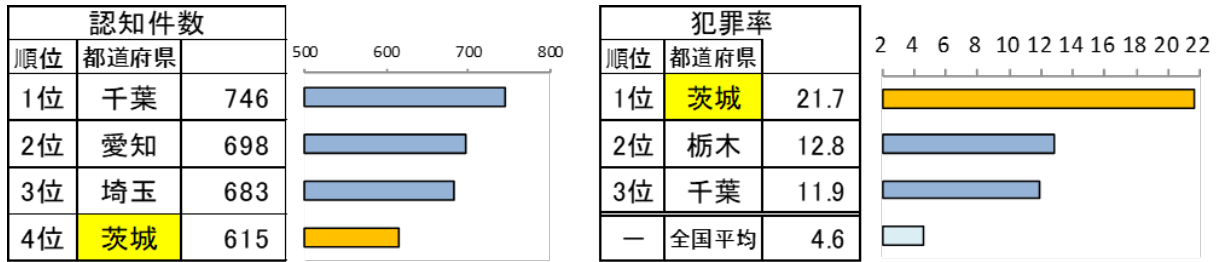 認知件数
順位 都道府県
1位 千葉 746
2位 愛知 698
3位 埼玉 683
4位 茨城 615
500 600 700 800
犯罪率
順位 都道府県
1位 茨城 21.7
2位 栃木 12.8
3位 千葉 11.9
― 全国平均 4.6
2 4 6 8 10 12 14 16 18 20 22